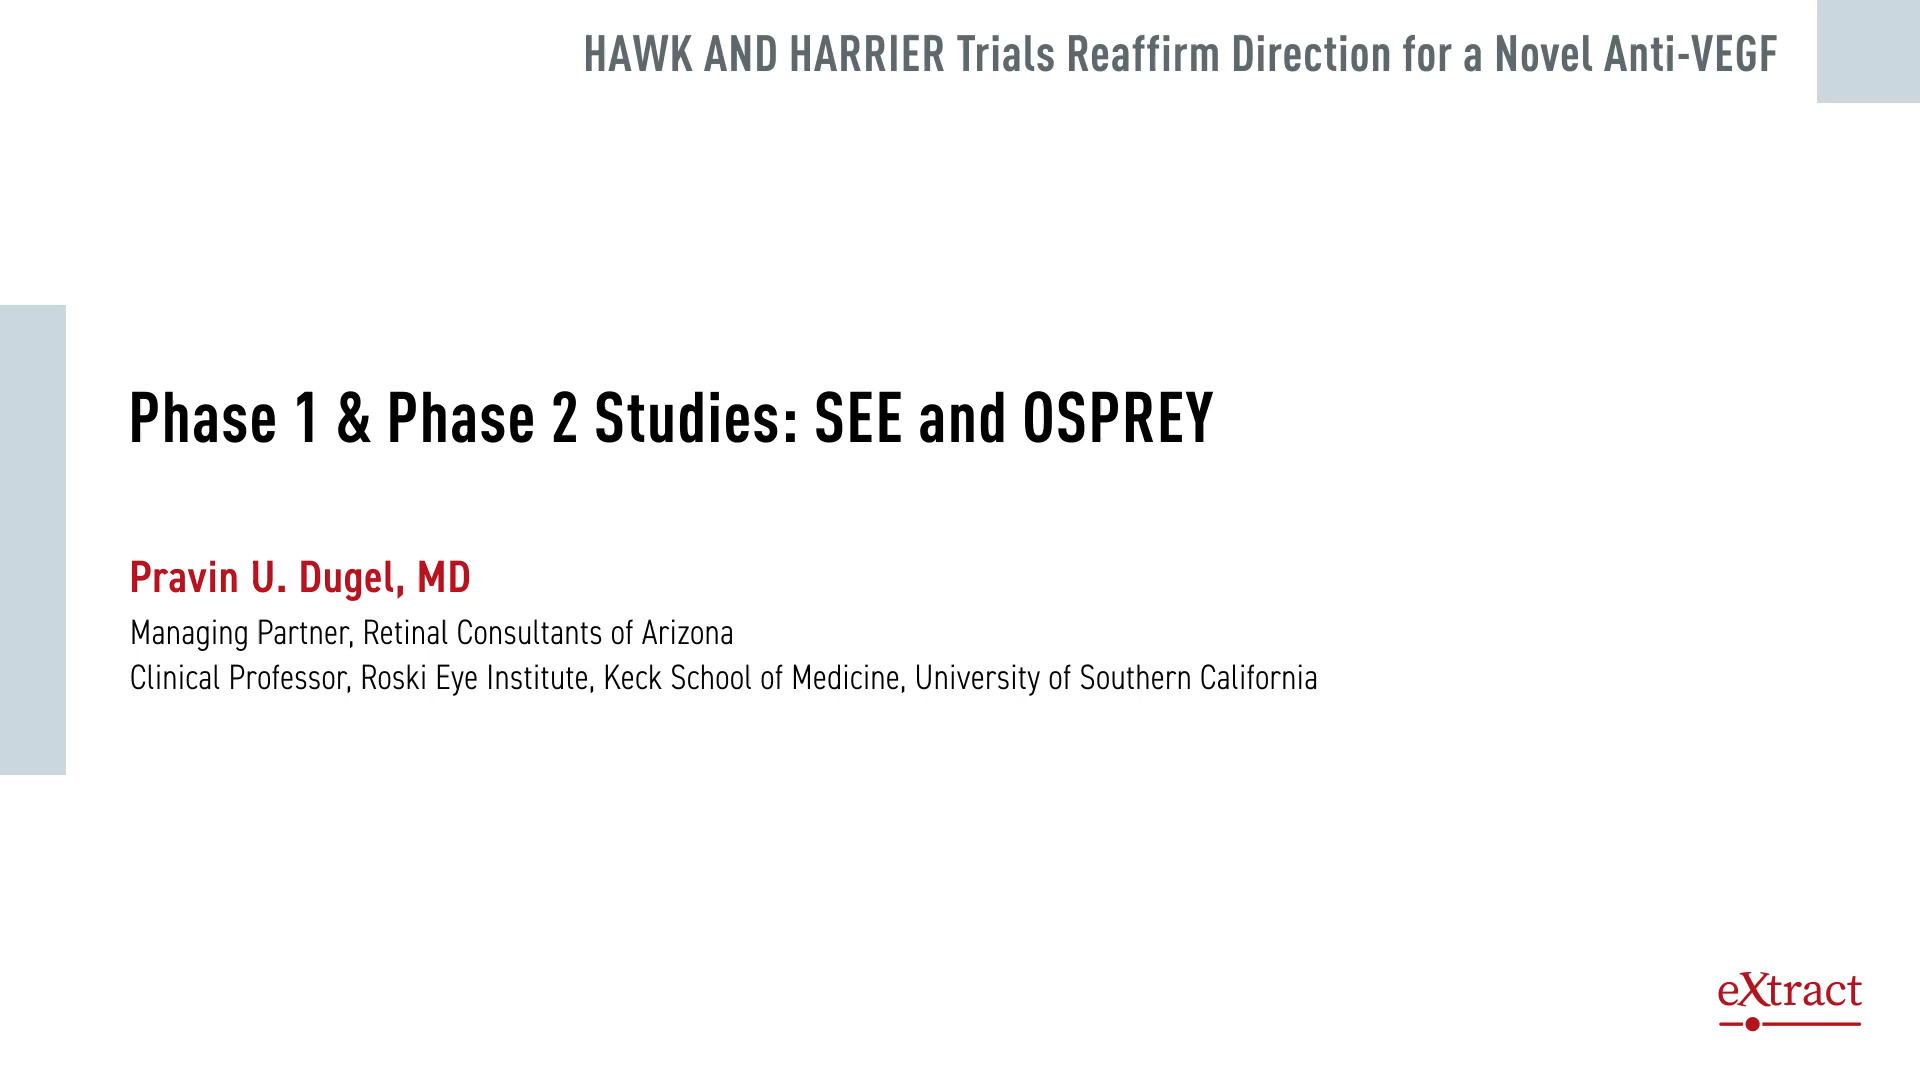 HAWK AND HARRIER Trials Reaffirm Direction for a Novel Anti-VEGF
Phase 1 & Phase 2 Studies: SEE and OSPREY
Pravin U. Dugel, MD
Managing Partner, Retinal Consultants of Arizona
Clinical Professor, Roski Eye Institute, Keck School of Medicine, University of Southern California
eXtract